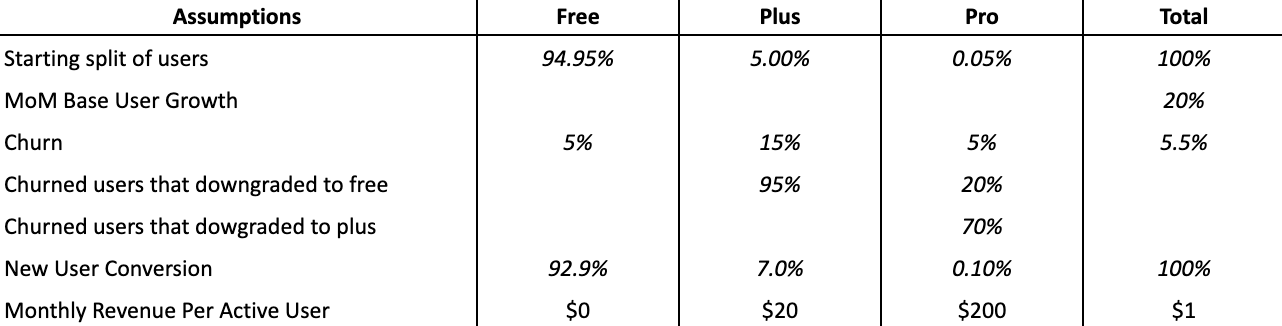 Assumptions Free Plus Pro Total
Starting split of users 94.95% 5.00% 0.05% 100%
MoM Base User Growth 20%
Churn 5% 15% 5% 5.5%
Churned users that downgraded to free 95% 20%
Churned users that dowgraded to plus 70%
New User Conversion 92.9% 7.0% 0.10% 100%
Monthly Revenue Per Active User $0 $20 $200 $1